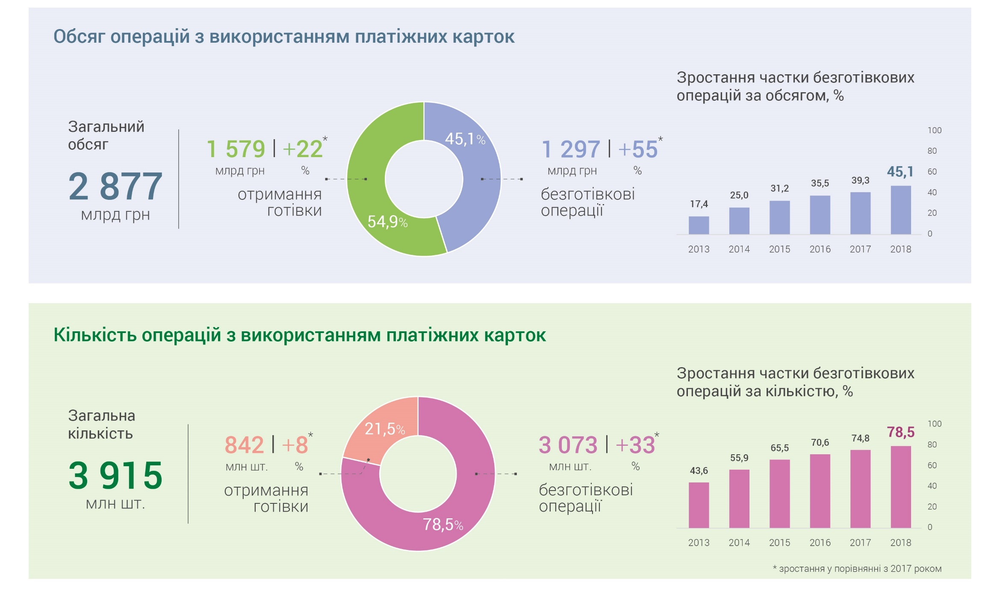 Обсяг операцій з використанням платіжних карток
Загальний
обсяг
2 877
млрд грн
1 579 | +22*
млрд грн %
отримання
готівки
54,9%
45,1%
1 297 | +55*
млрд грн %
безготівкові
операції
Зростання частки безготівкових
операцій за обсягом, %
100
80
60
40
20
0
17,4 25,0 31,2 35,5 39,3 45,1
2013 2014 2015 2016 2017 2018
Кількість операцій з використанням платіжних карток
Загальна
кількість
3 915
млн шт.
842 | +8*
млн шт. %
отримання
готівки
21,5%
78,5%
3 073 | +33*
млн шт. %
безготівкові
операції
Зростання частки безготівкових
операцій за кількістю, %
100
80
60
40
20
0
43,6 55,9 65,5 70,6 74,8 78,5
2013 2014 2015 2016 2017 2018
* зростання у порівнянні з 2017 роком